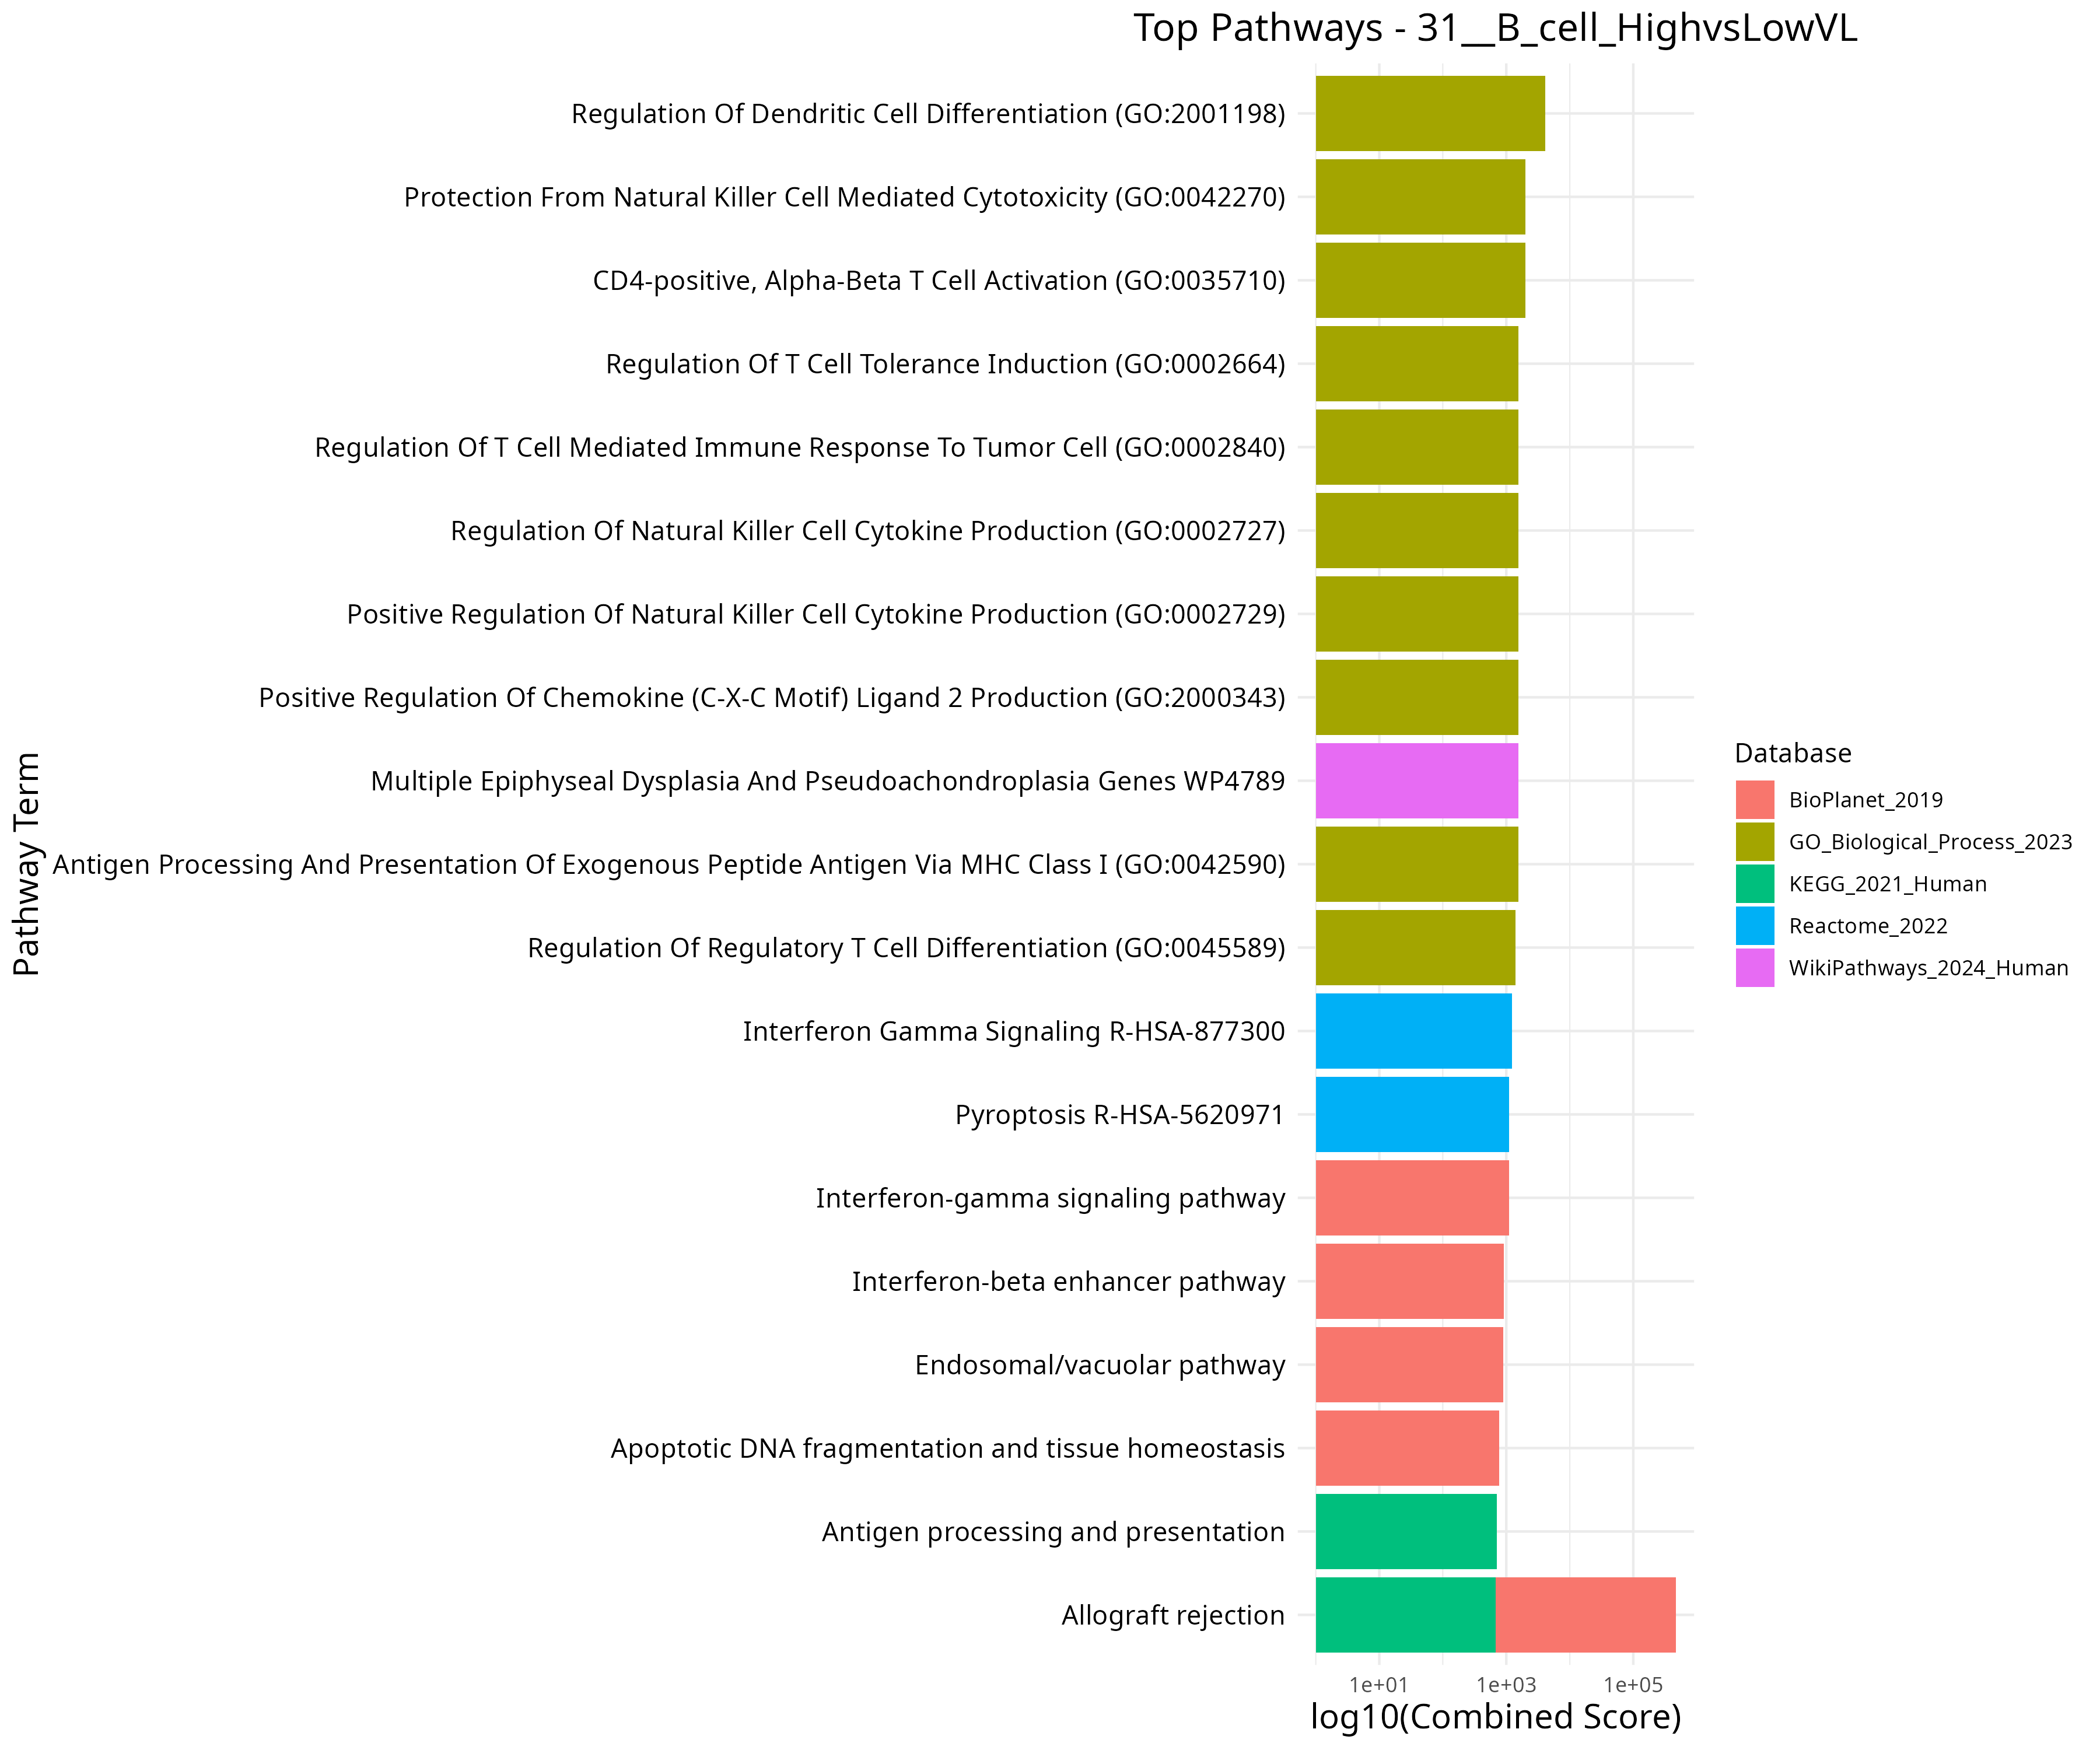 Top Pathways - 31__B_cell_HighvsLowVL
Pathway Term
Regulation Of Dendritic Cell Differentiation (GO:2001198)
Protection From Natural Killer Cell Mediated Cytotoxicity (GO:0042270)
CD4-positive, Alpha-Beta T Cell Activation (GO:0035710)
Regulation Of T Cell Tolerance Induction (GO:0002664)
Regulation Of T Cell Mediated Immune Response To Tumor Cell (GO:0002840)
Regulation Of Natural Killer Cell Cytokine Production (GO:0002727)
Positive Regulation Of Natural Killer Cell Cytokine Production (GO:0002729)
Positive Regulation Of Chemokine (C-X-C Motif) Ligand 2 Production (GO:2000343)
Multiple Epiphyseal Dysplasia And Pseudoachondroplasia Genes WP4789
Antigen Processing And Presentation Of Exogenous Peptide Antigen Via MHC Class I (GO:0042590)
Regulation Of Regulatory T Cell Differentiation (GO:0045589)
Interferon Gamma Signaling R-HSA-877300
Pyroptosis R-HSA-5620971
Interferon-gamma signaling pathway
Interferon-beta enhancer pathway
Endosomal/vacuolar pathway
Apoptotic DNA fragmentation and tissue homeostasis
Antigen processing and presentation
Allograft rejection
1e+01 1e+03 1e+05
log10(Combined Score)
Database
BioPlanet_2019
GO_Biological_Process_2023
KEGG_2021_Human
Reactome_2022
WikiPathways_2024_Human